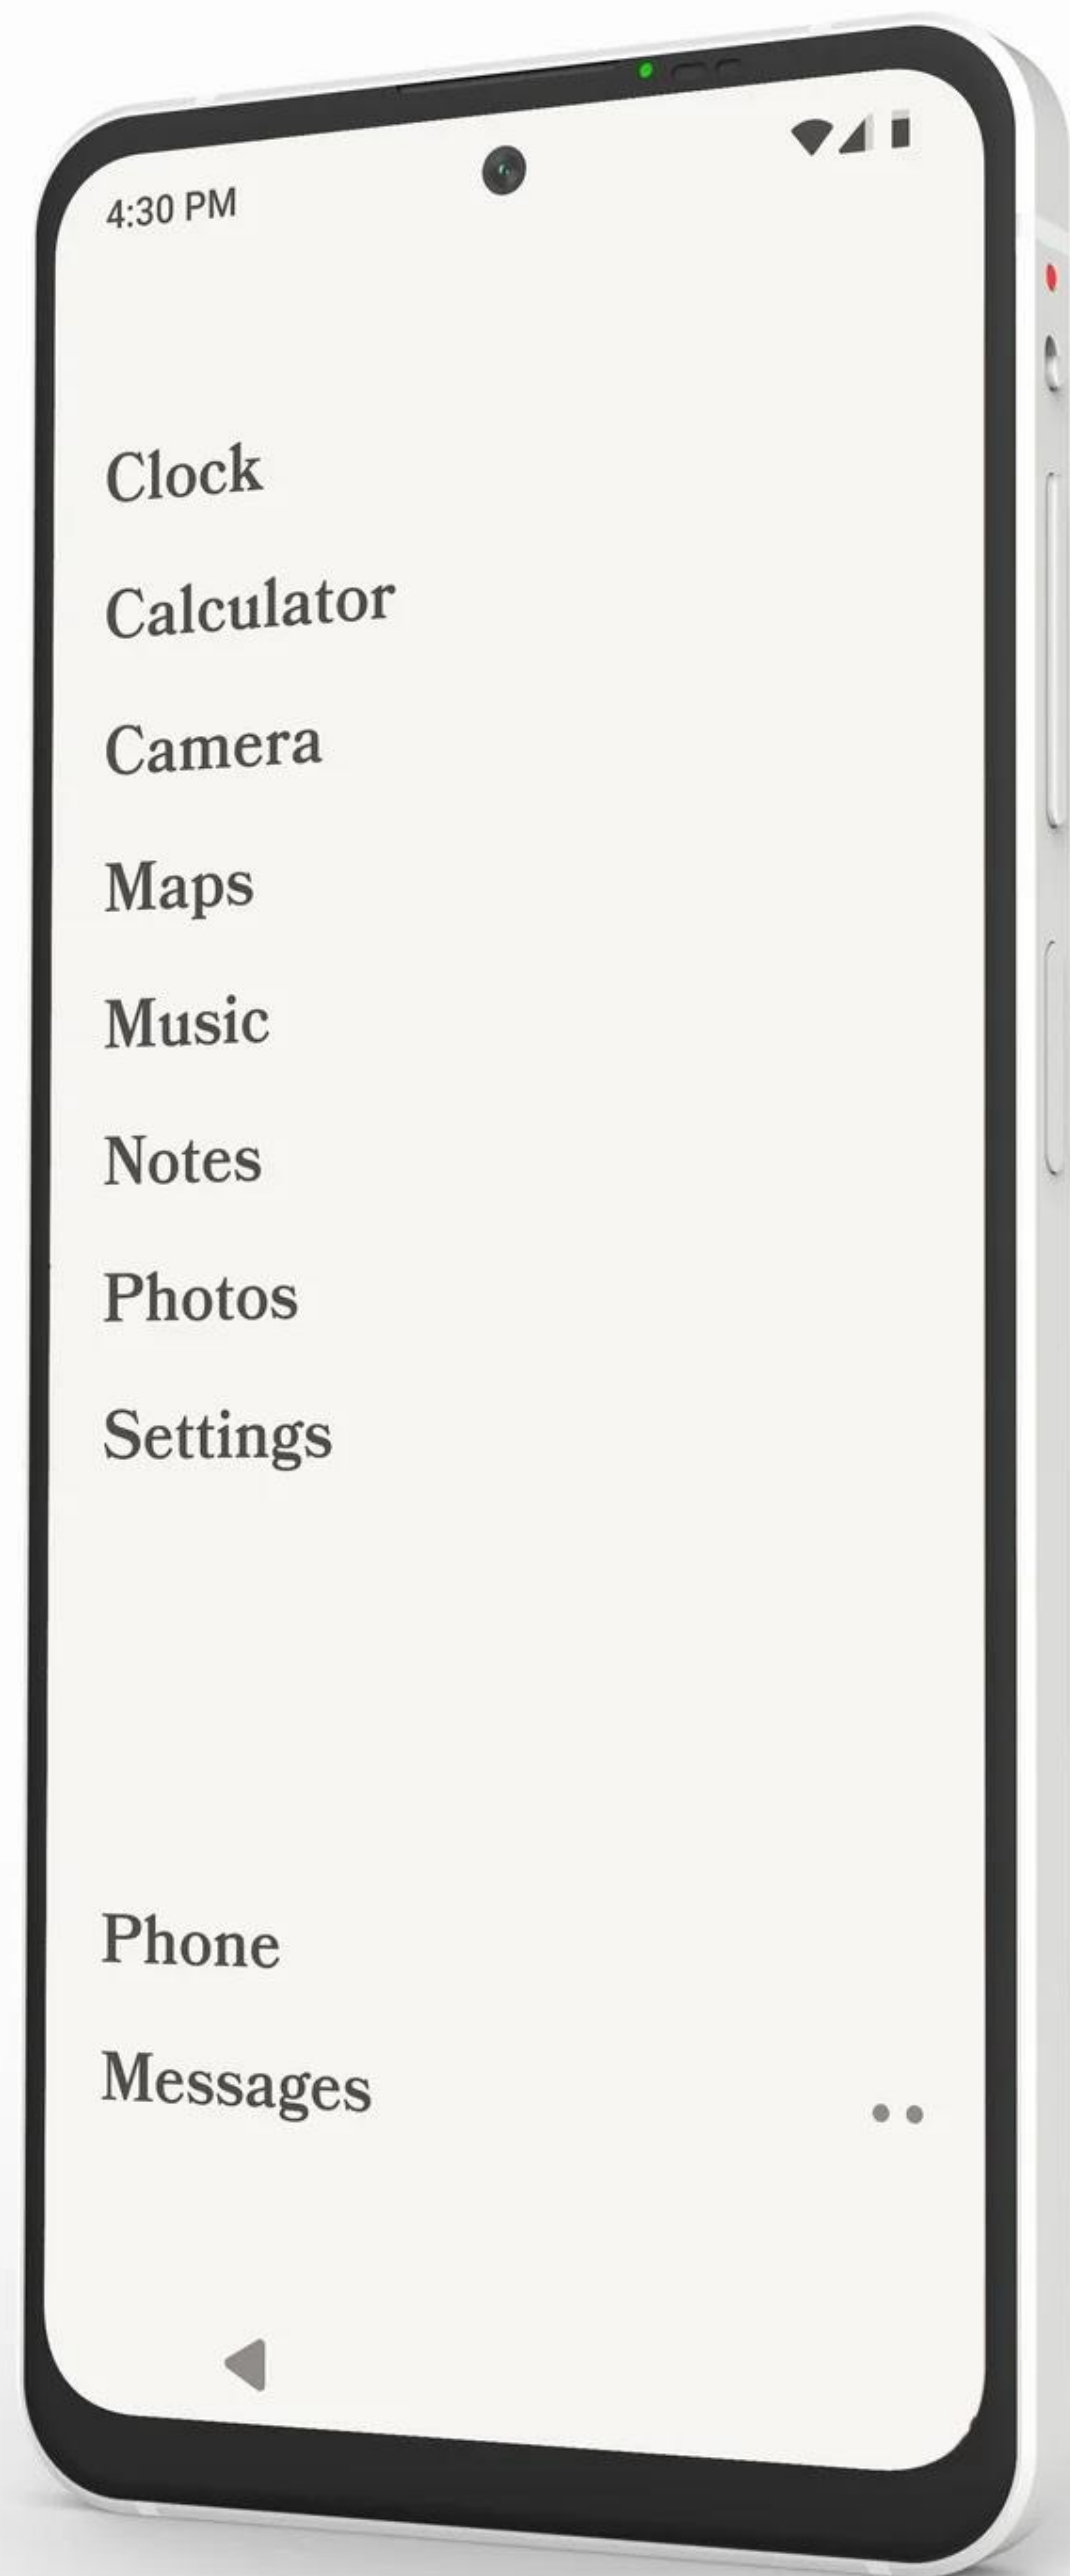 4:30 PM
Clock
Calculator
Camera
Maps
Music
Notes
Photos
Settings
Phone
Messages